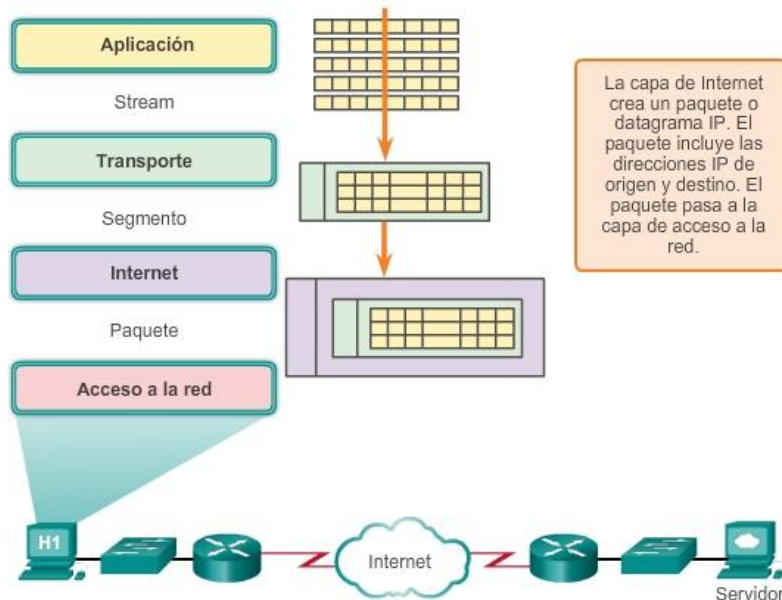 Aplicación
Stream
Transporte
Segmento
Internet
Paquete
Acceso a la red
La capa de Internet
crea un paquete o
datagrama IP. El
paquete incluye las
direcciones IP de
origen y destino. El
paquete pasa a la
capa de acceso a la
red.
H1
Internet
Servidor